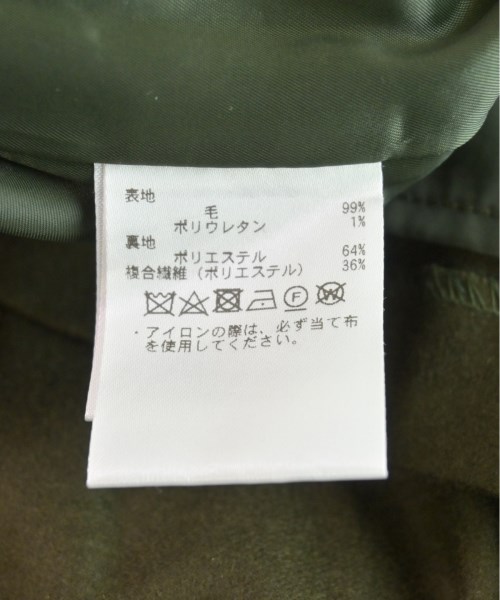 表地
毛 99%
ポリウレタン 1%
裏地
ポリエステル 64%
複合繊維(ポリエステル) 36%
F W
・アイロンの際は、必ず当て布
を使用してください。